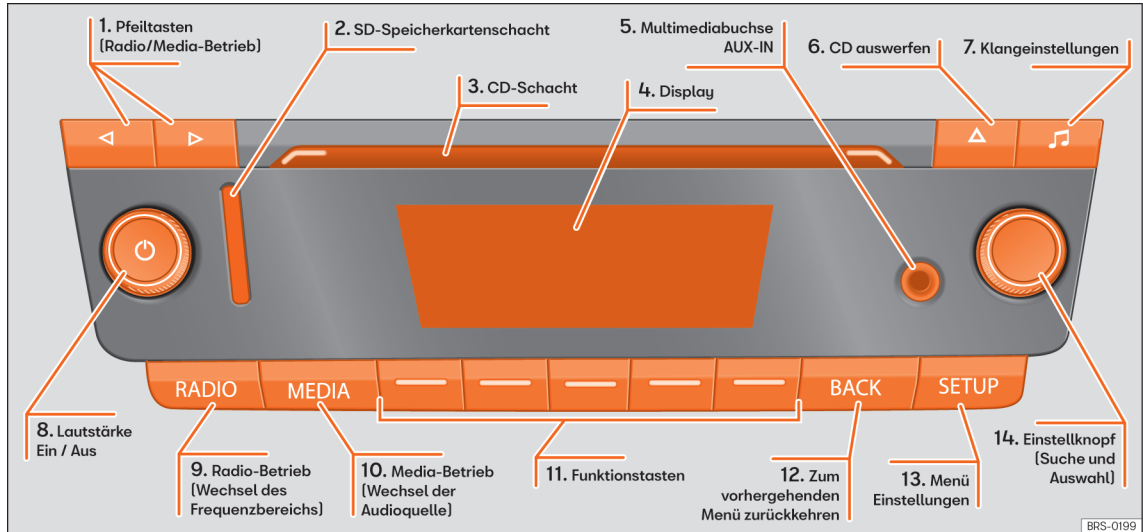 1. Pfeiltasten
(Radio/Media-Betrieb)
2. SD-Speicherkartenschacht
3. CD-Schacht
4. Display
5. Multimediabuchse
AUX-IN
6. CD auswerfen
7. Klangeinstellungen
RADIO
MEDIA
BACK
SETUP
8. Lautstärke
Ein / Aus
9. Radio-Betrieb
(Wechsel des
Frequenzbereichs)
10. Media-Betrieb
(Wechsel der
Audioquelle)
11. Funktionstasten
12. Zum
vorhergehenden
Menü zurückkehren
13. Menü
Einstellungen
14. Einstellknopf
(Suche und
Auswahl)
BRS-0199